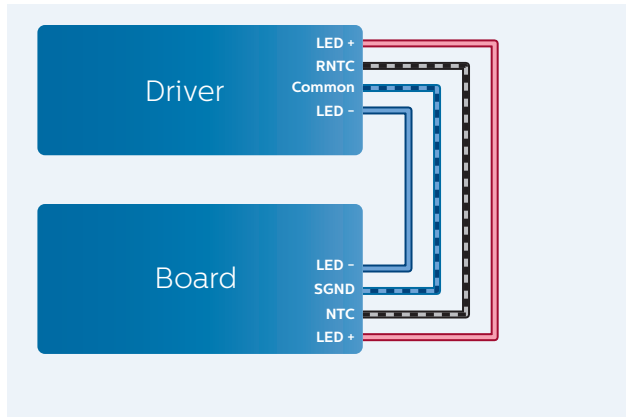 LED +
RNTC
Driver
Common
LED –
LED –
Board
SGND
NTC
LED +